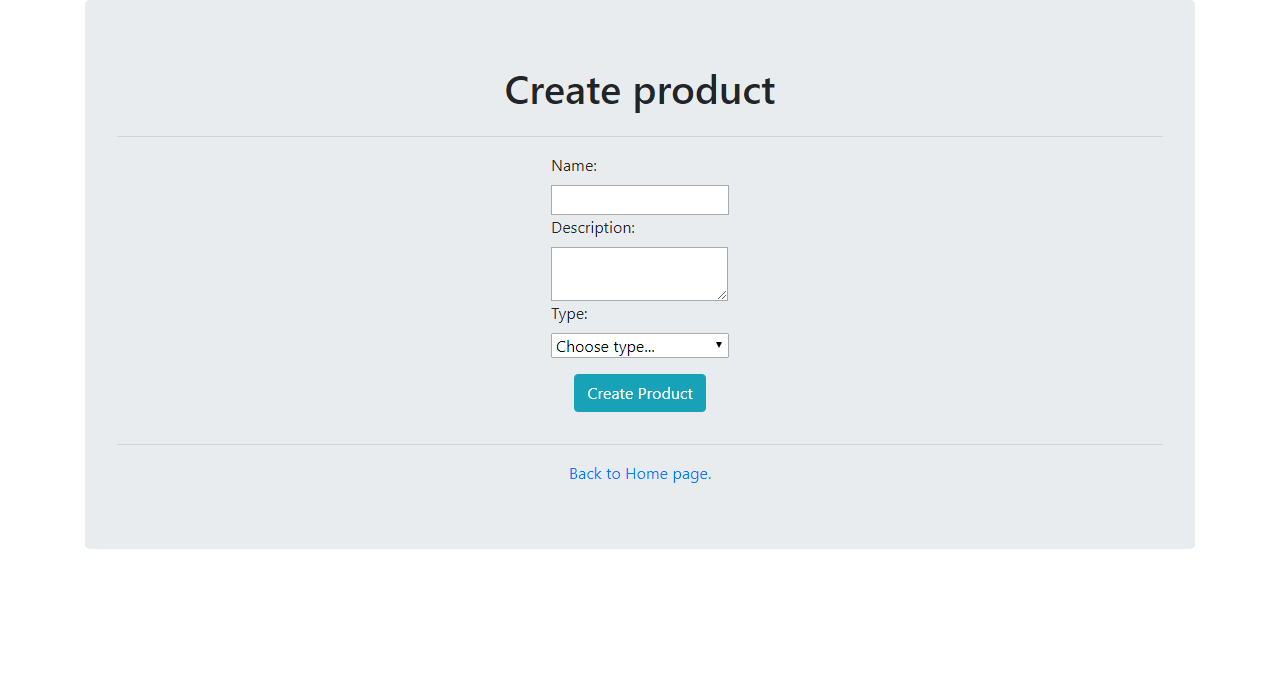 Create product
Name:
Description:
Type:
Choose type...
Create Product
Back to Home page.